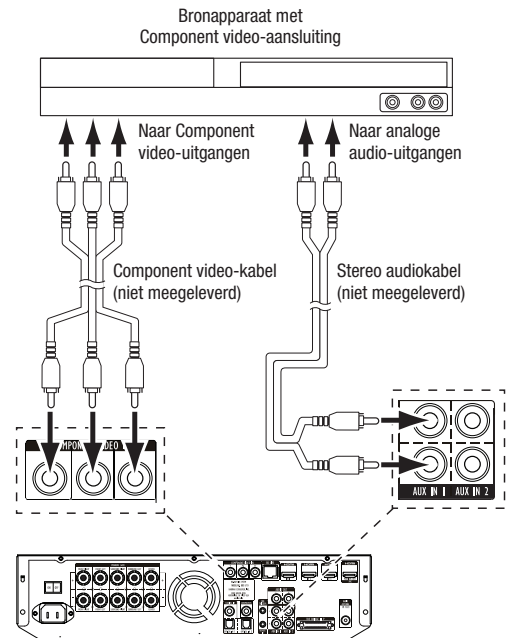 Bronapparaat met
Component video-aansluiting
Naar Component
video-uitgangen
Naar analoge
audio-uitgangen
Component video-kabel
(niet meegeleverd)
Stereo audiokabel
(niet meegeleverd)
AUX IN 1 AUX IN 2